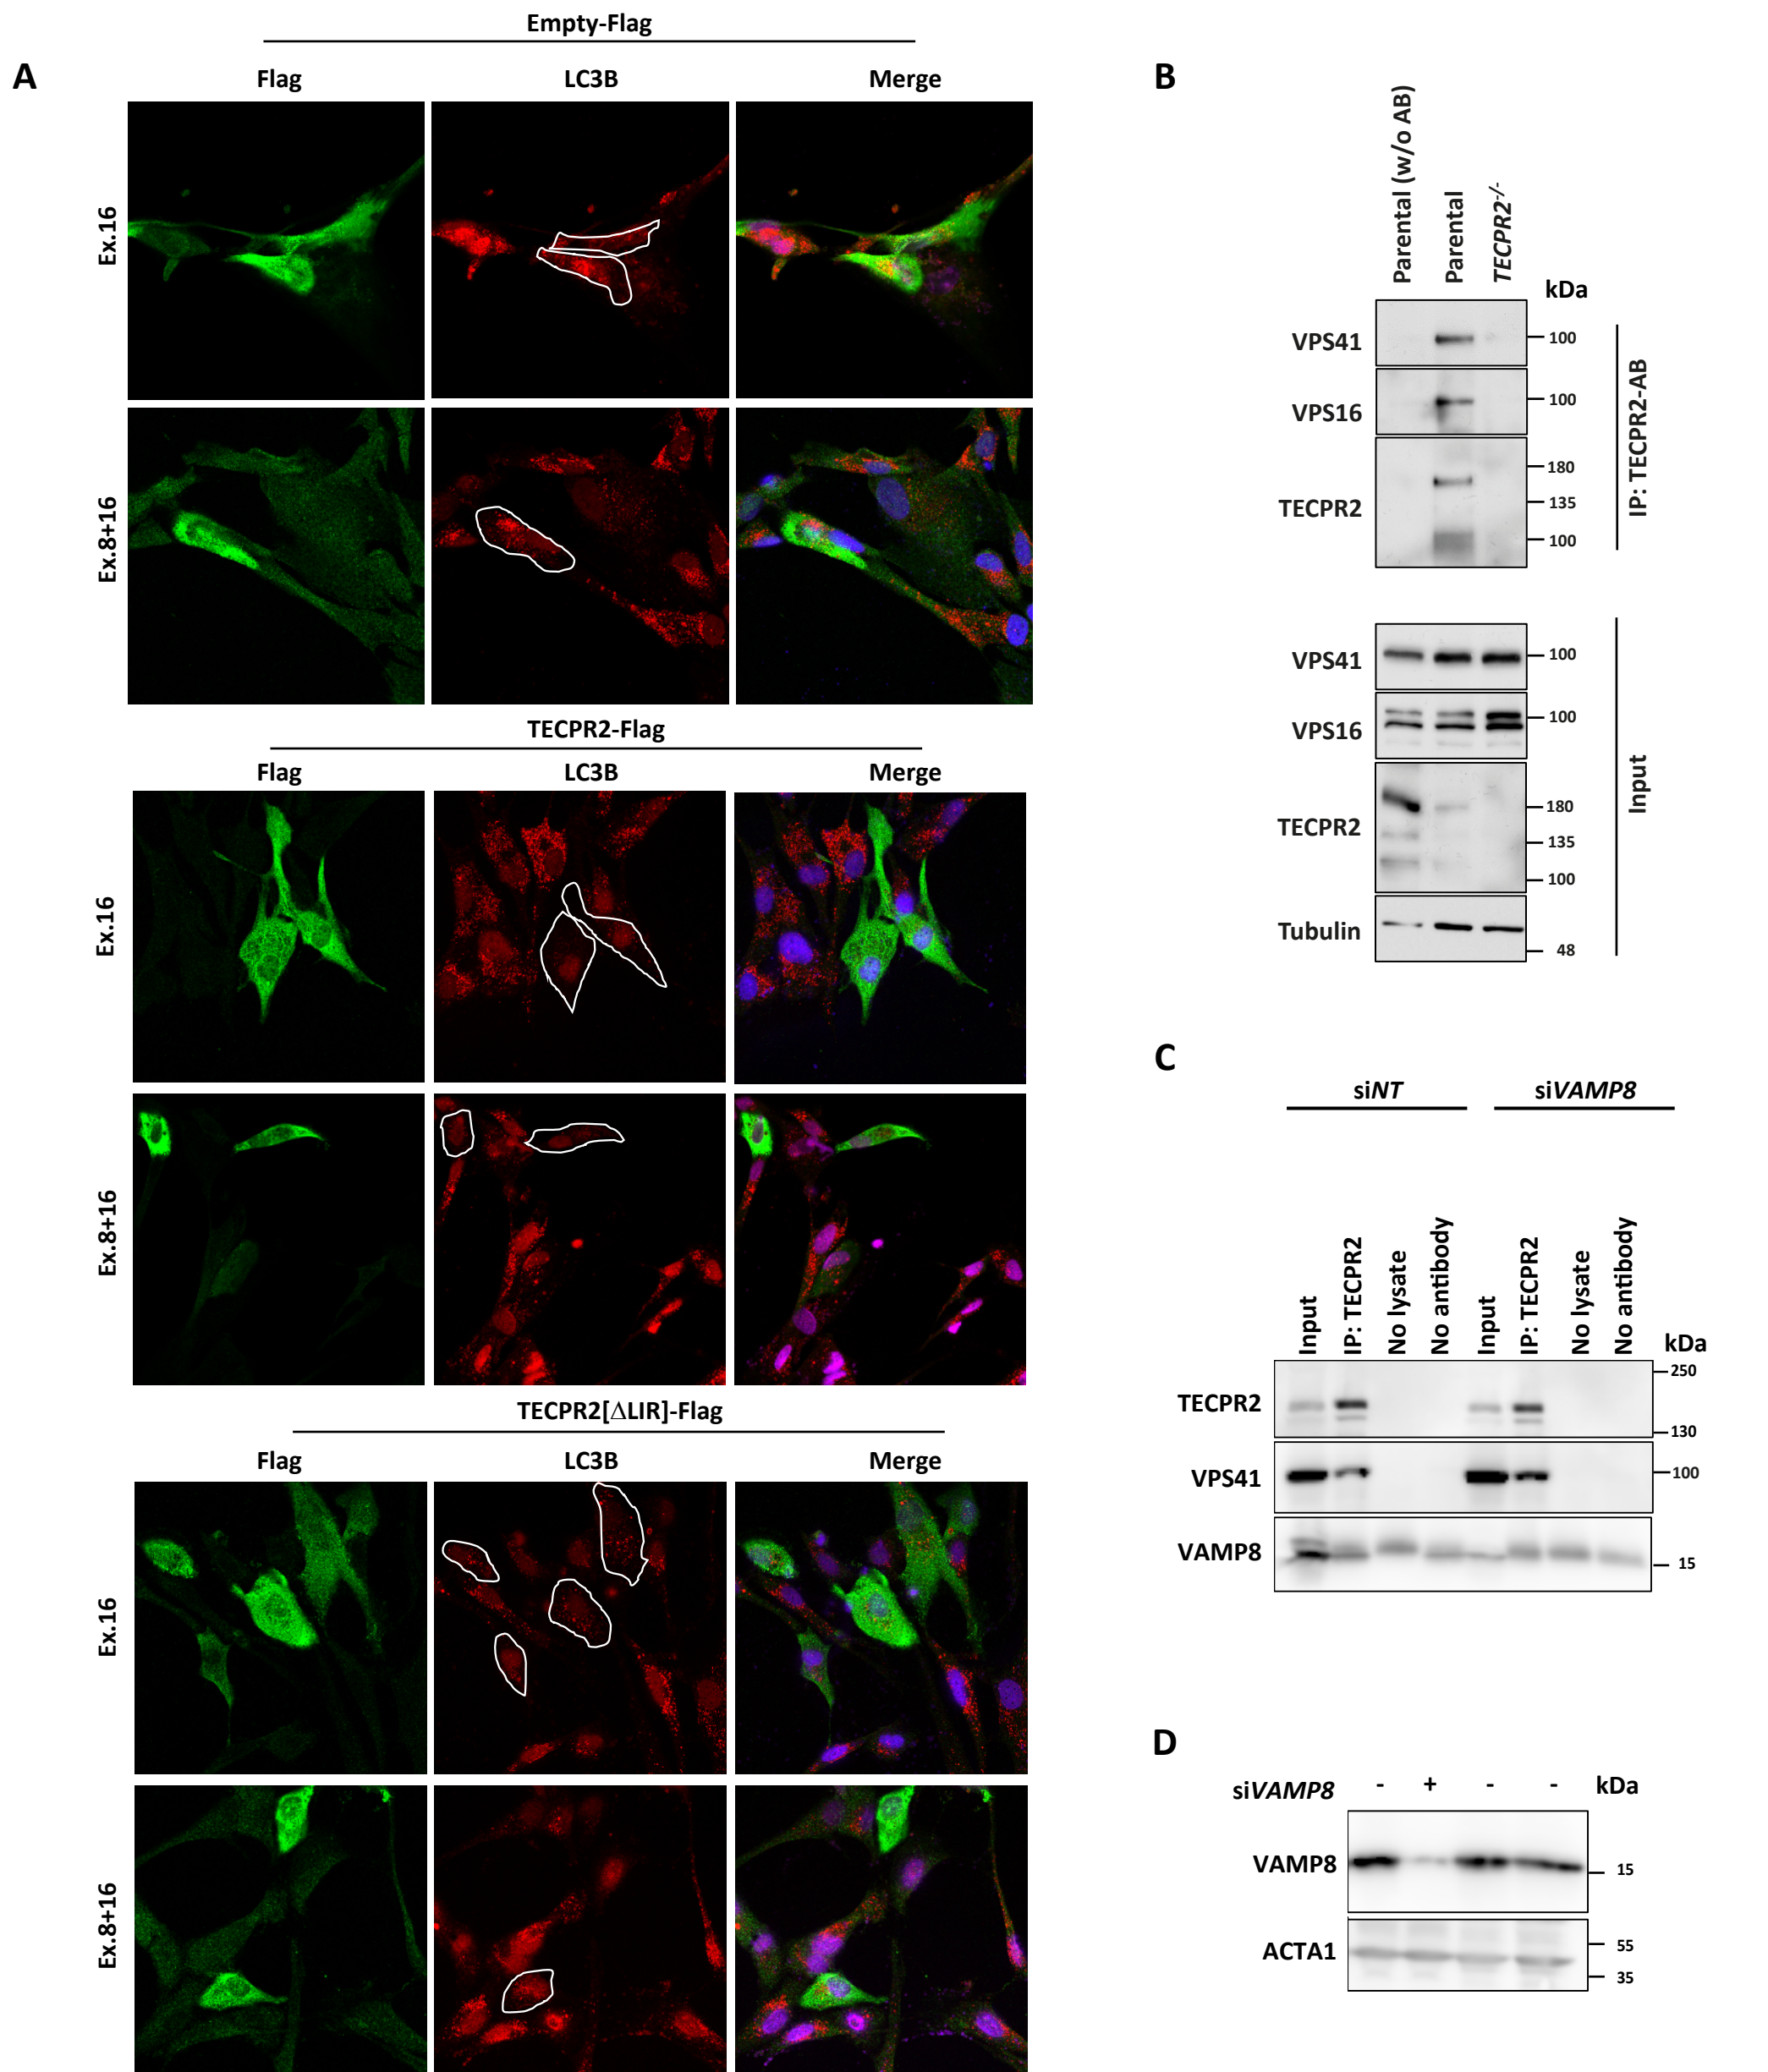 A
Empty-Flag
Flag LC3B Merge
Ex.16
Ex.8+16
TECPR2-Flag
Flag LC3B Merge
Ex.16
Ex.8+16
TECPR2[ΔLIR]-Flag
Flag LC3B Merge
Ex.16
Ex.8+16
B
Parental (w/o AB)
Parental
TECPR2-/-
kDa
VPS41 100
VPS16 100
TECPR2 180
135
100
IP: TECPR2-AB
VPS41 100
VPS16 100
TECPR2 180
135
100
Tubulin 48
Input
C
siNT siVAMP8
Input
IP: TECPR2
No lysate
No antibody
Input
IP: TECPR2
No lysate
No antibody
kDa
250
TECPR2
130
VPS41 100
VAMP8 15
D
siVAMP8 - + - - kDa
VAMP8 15
ACTA1 55
35